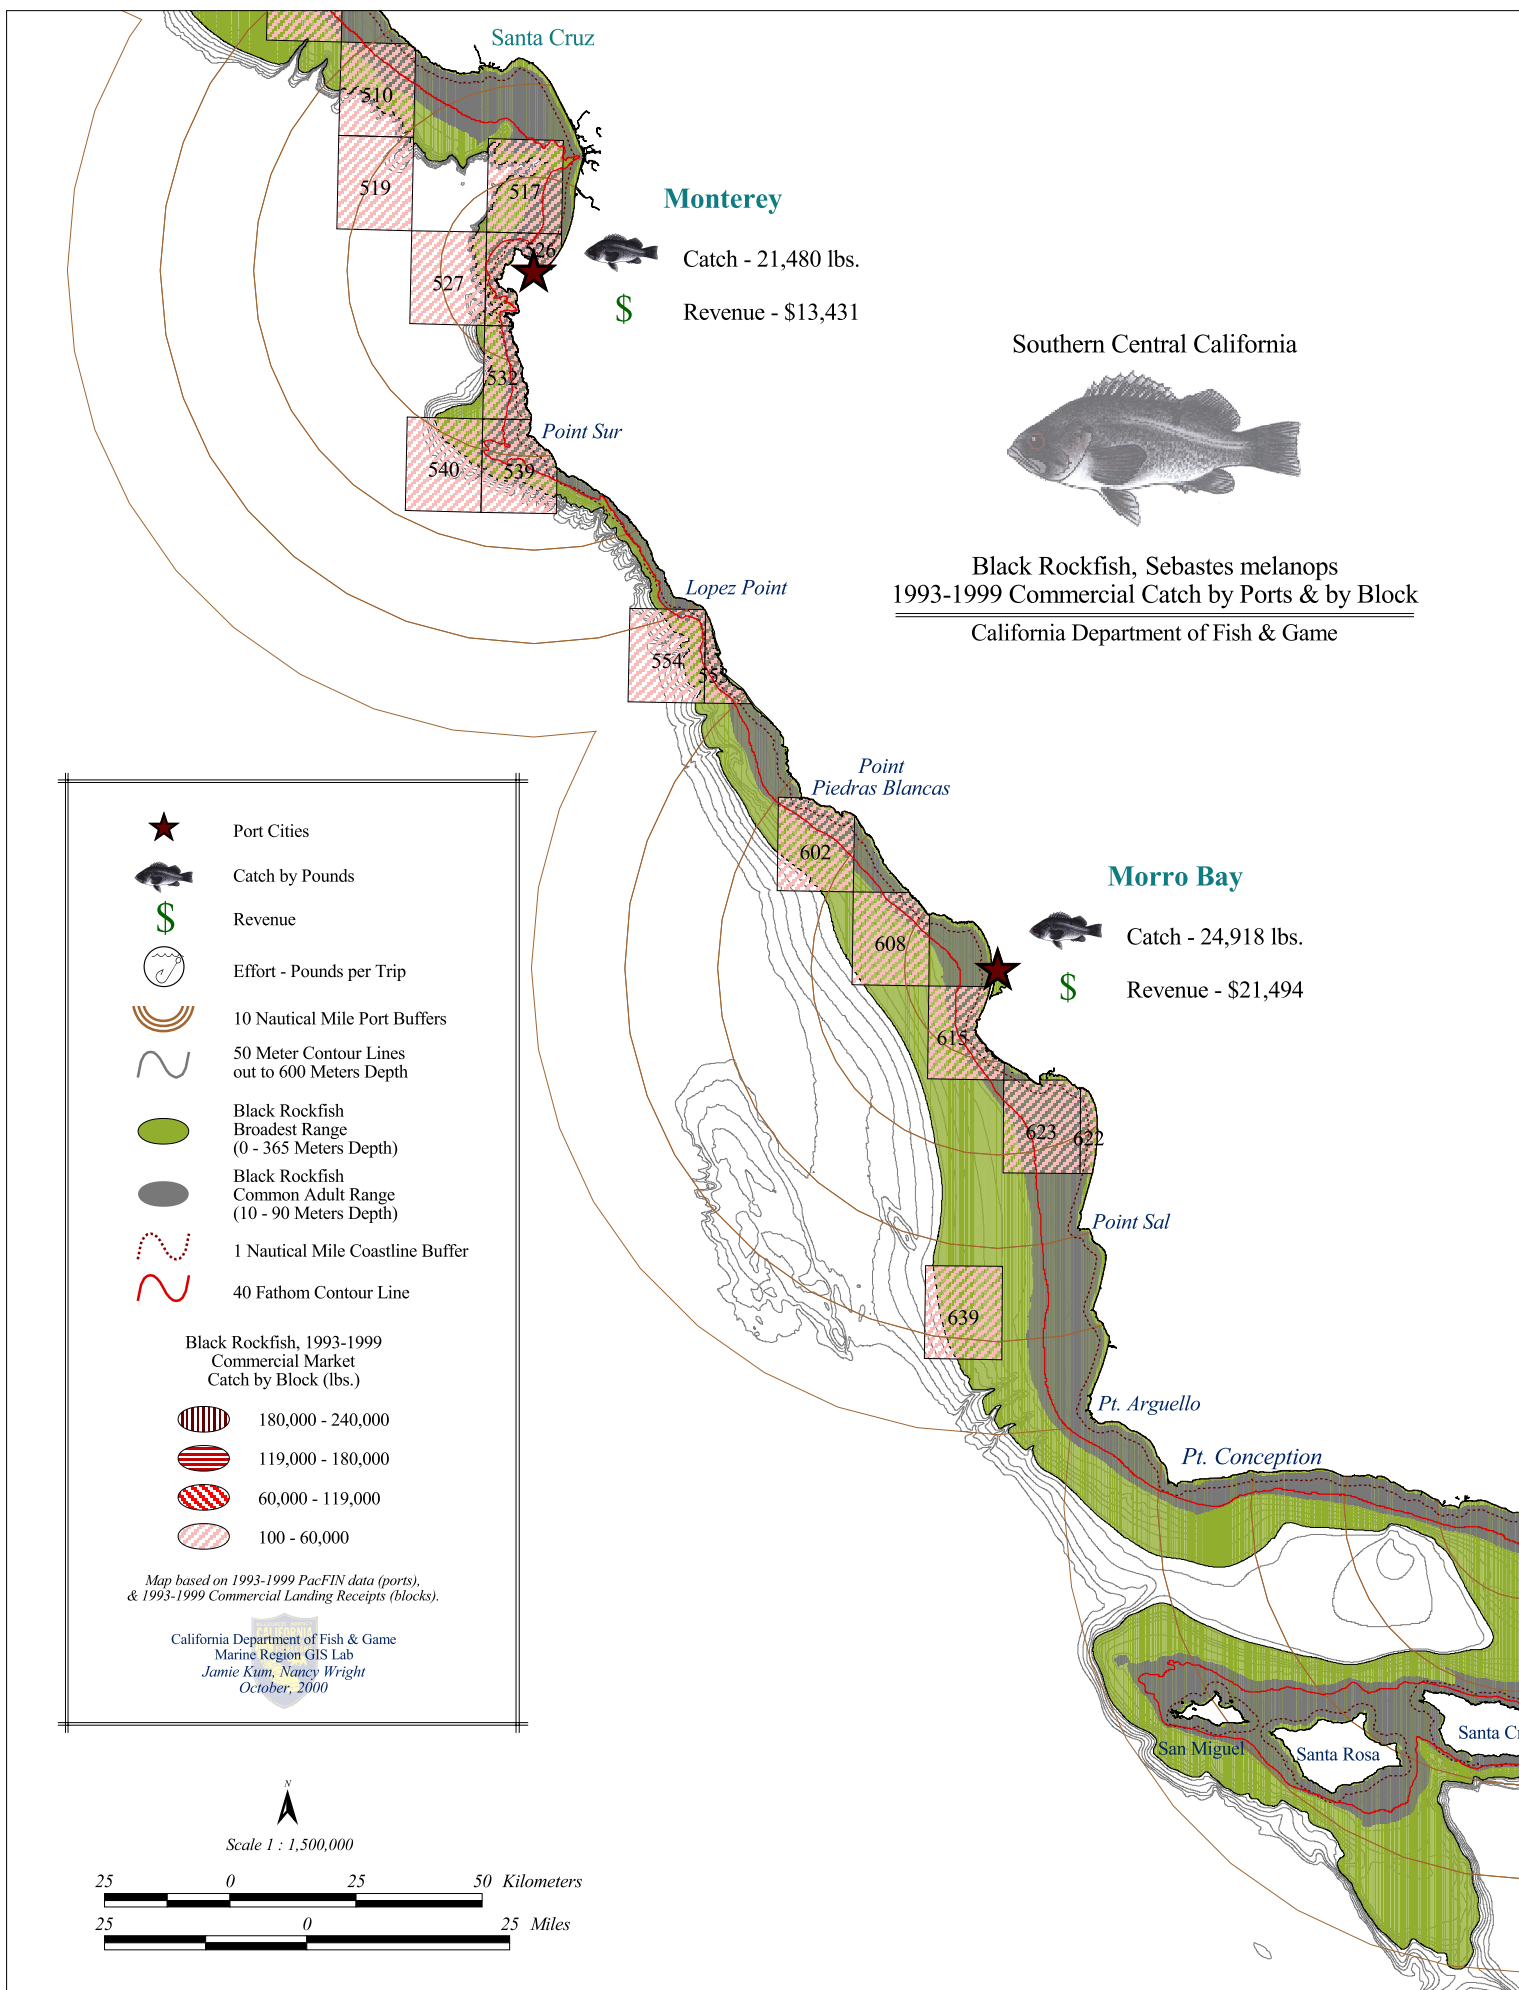 Santa Cruz
510
519
517
Monterey
526
Catch - 21,480 lbs.
527
Revenue - $13,431
$
Southern Central California
532
Point Sur
540
539
Black Rockfish, Sebastes melanops
1993-1999 Commercial Catch by Ports & by Block
California Department of Fish & Game
Lopez Point
554
553
Point
Piedras Blancas
602
Morro Bay
608
Catch - 24,918 lbs.
$
Revenue - $21,494
615
623
622
Point Sal
639
Pt. Arguello
Pt. Conception
San Miguel
Santa Rosa
Santa Cr
Port Cities
Catch by Pounds
$
Revenue
Effort - Pounds per Trip
10 Nautical Mile Port Buffers
50 Meter Contour Lines
out to 600 Meters Depth
Black Rockfish
Broadest Range
(0 - 365 Meters Depth)
Black Rockfish
Common Adult Range
(10 - 90 Meters Depth)
1 Nautical Mile Coastline Buffer
40 Fathom Contour Line
Black Rockfish, 1993-1999
Commercial Market
Catch by Block (lbs.)
180,000 - 240,000
119,000 - 180,000
60,000 - 119,000
100 - 60,000
Map based on 1993-1999 PacFIN data (ports),
& 1993-1999 Commercial Landing Receipts (blocks).
CALIFORNIA
California Department of Fish & Game
Marine Region GIS Lab
Jamie Kum, Nancy Wright
October, 2000
N
Scale 1 : 1,500,000
25 0 25 50 Kilometers
25 0 25 Miles